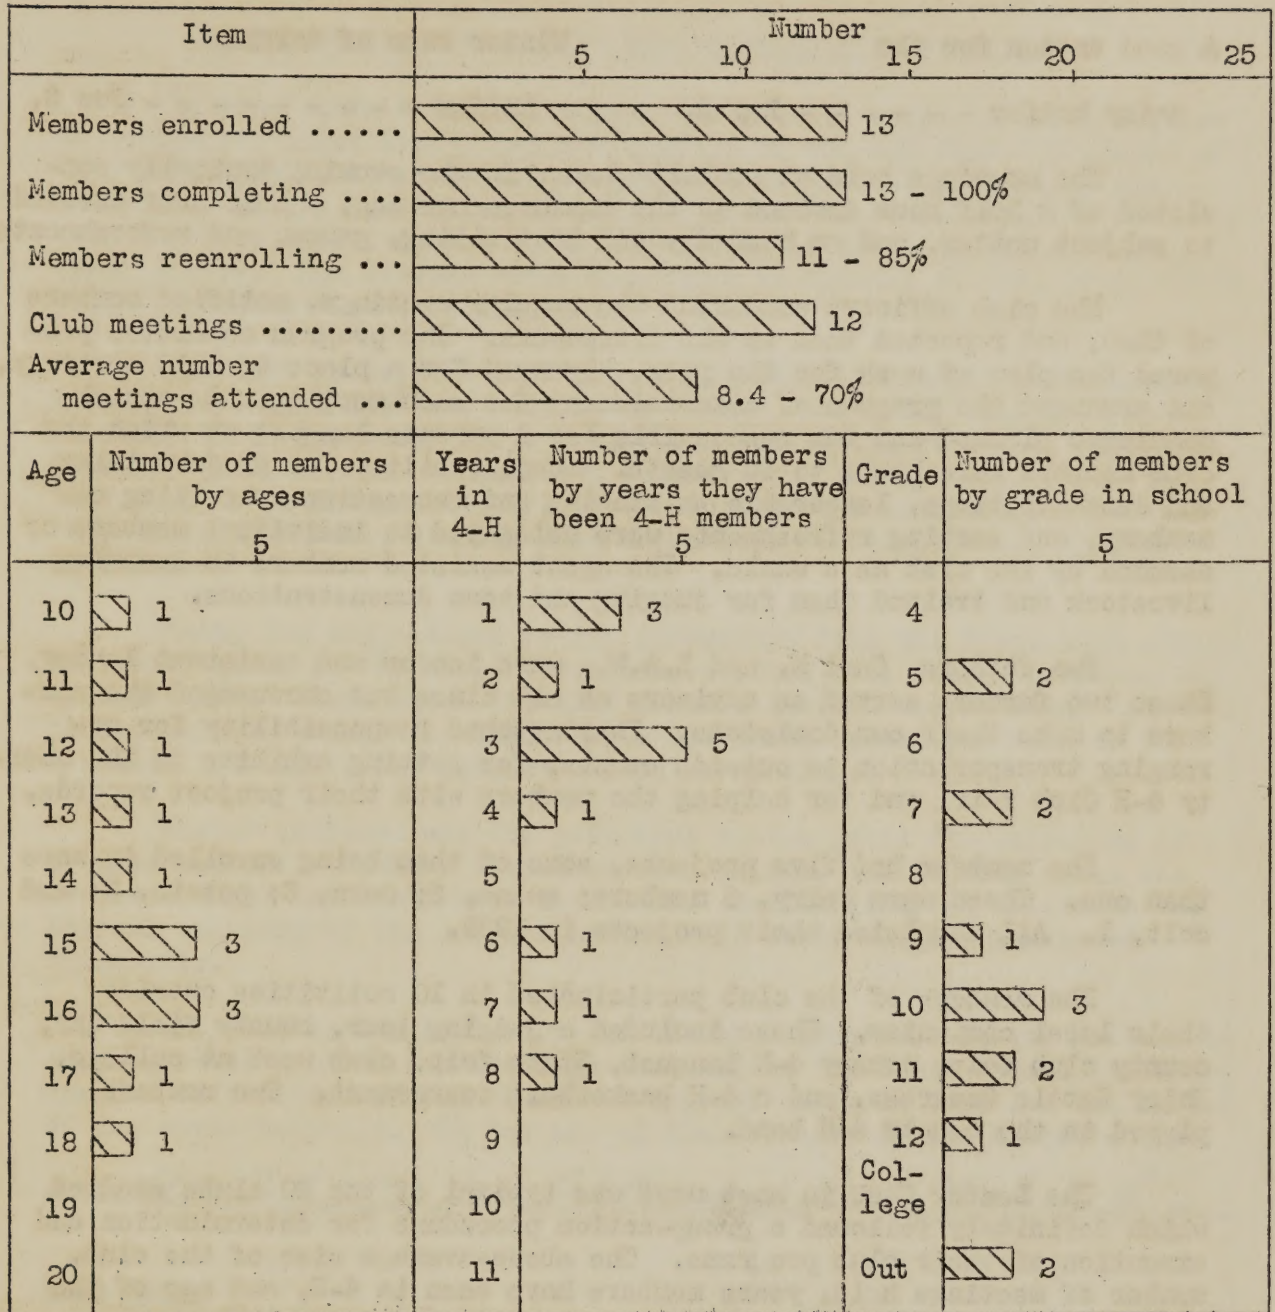 Item Number
5 10 15 20 25
Members enrolled ...... 13
Members completing .... 13 - 100%
Members reenrolling ... 11 - 85%
Club meetings ......... 12
Average number
meetings attended ... 8.4 - 70%
Age
Number of members
by ages
5
Years
in
4-H
Number of members
by years they have
been 4-H members
5
Grade
Number of members
by grade in school
5
10 1 1 3 4
11 1 2 1 5 2
12 1 3 5 6
13 1 4 1 7 2
14 1 5 8
15 3 6 1 9 1
16 3 7 1 10 3
17 1 8 1 11 2
18 1 9 12 1
19 10 Col-
lege
20 11 Out 2